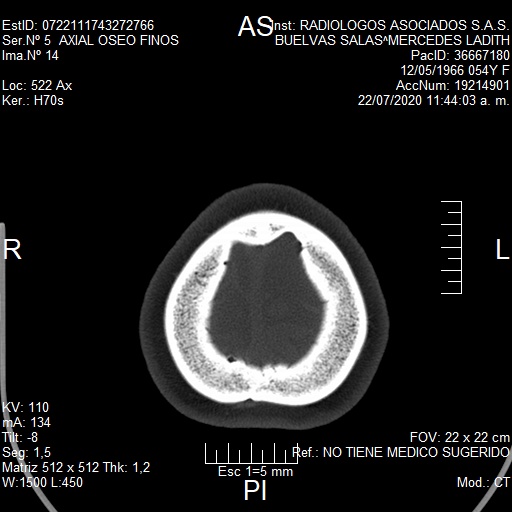 EstID: 0722111743272766
Ser.Nº 5 AXIAL OSEO FINOS
Ima.Nº 14
Loc: 522 Ax
Ker.: H70s
AS
Inst: RADIOLOGOS ASOCIADOS S.A.S.
BUELVAS SALAS^MERCEDES LADITH
PacID: 36667180
12/05/1966 054Y F
AccNum: 19214901
22/07/2020 11:44:03 a. m.
R
L
KV: 110
mA: 134
Tilt: -8
Seg: 1,5
Matriz 512 x 512 Thk: 1,2
W:1500 L:450
Esc 1=5 mm
PI
FOV: 22 x 22 cm
Ref.: NO TIENE MEDICO SUGERIDO
Mod.: CT